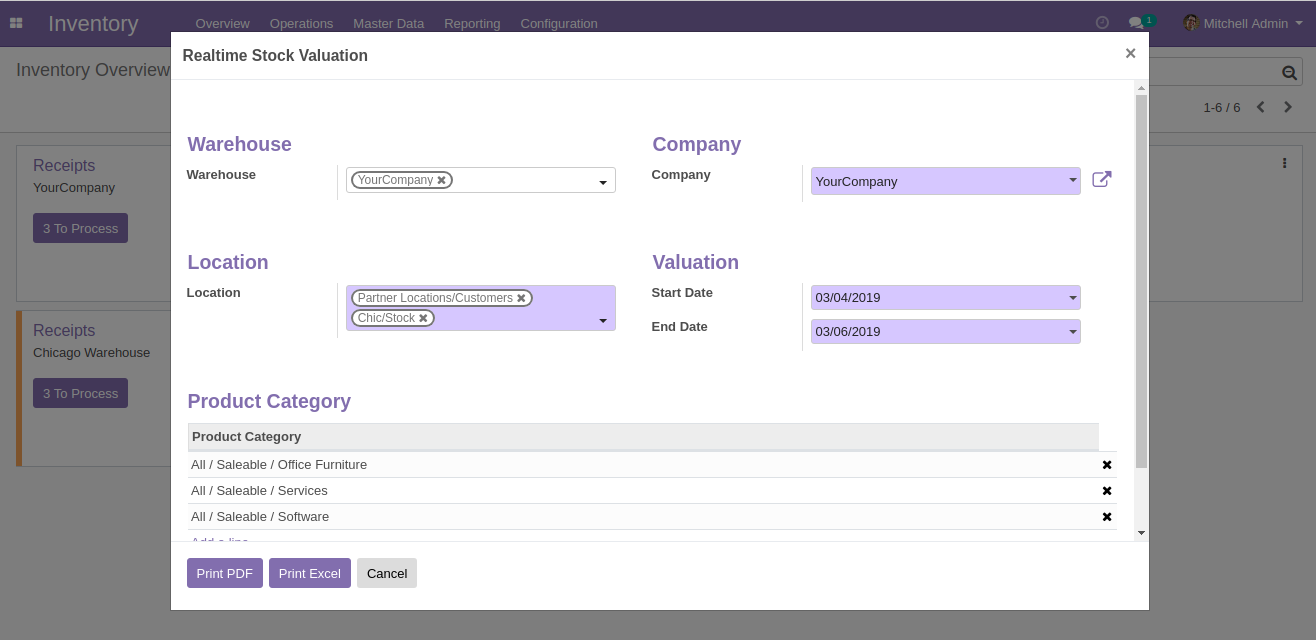 Inventory
Overview Operations Master Data Reporting Configuration
1
Mitchell Admin
Realtime Stock Valuation
×
Inventory Overview
1-6 / 6
Receipts
YourCompany
3 To Process
Receipts
Chicago Warehouse
3 To Process
Warehouse
Warehouse YourCompany
Company
Company YourCompany
Location
Location Partner Locations/Customers
Chic/Stock
Valuation
Start Date 03/04/2019
End Date 03/06/2019
Product Category
Product Category
All / Saleable / Office Furniture
All / Saleable / Services
All / Saleable / Software
Add a line
Print PDF Print Excel Cancel